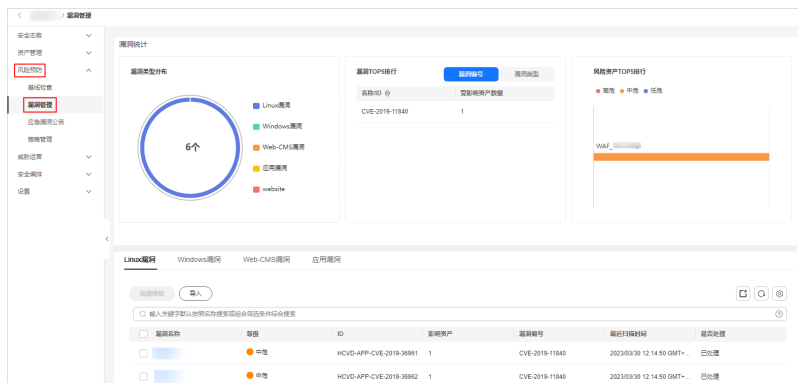 / 漏洞管理
安全态势
资产管理
风险预防
基线检查
漏洞管理
应急漏洞公告
策略管理
威胁运营
安全编排
设置
漏洞统计
漏洞类型分布
6个
Linux漏洞
Windows漏洞
Web-CMS漏洞
应用漏洞
website
漏洞TOP5排行
漏洞编号
漏洞类型
名称/ID
受影响资产数量
CVE-2019-11840
1
风险资产TOP5排行
高危 中危 低危
WAF_
Linux漏洞 Windows漏洞 Web-CMS漏洞 应用漏洞
批量忽略 导入
输入关键字默认按照名称搜索或组合筛选条件综合搜索
漏洞名称 等级 ID 影响资产 漏洞编号 最近扫描时间 是否处理
中危 HCVD-APP-CVE-2019-36961 1 CVE-2019-11840 2023/03/30 12:14:50 GMT+... 已处理
中危 HCVD-APP-CVE-2019-36962 1 CVE-2019-11840 2023/03/30 12:14:50 GMT+... 已处理